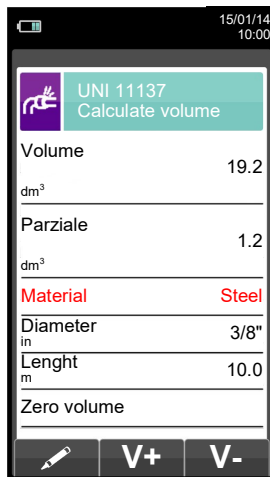 15/01/14
10:00
UNI 11137
Calculate volume
Volume
19.2
dm³
Parziale
1.2
dm³
Material Steel
Diameter
in
3/8"
Lenght
m
10.0
Zero volume
V+ V-